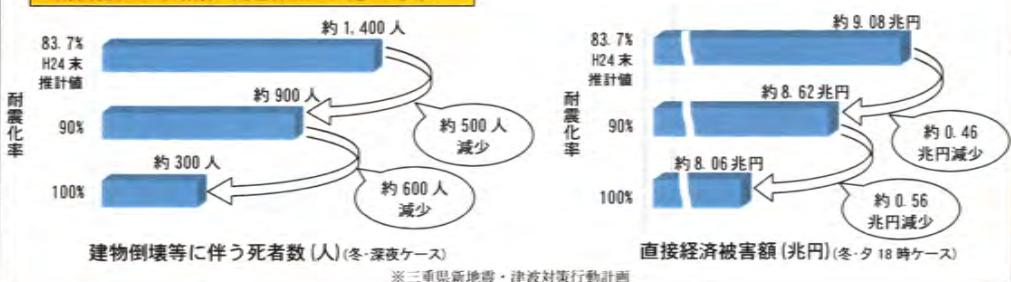 耐震化率
83.7%
H24 末
推計値
約 1,400 人
約 900 人
90%
約 500 人
減少
約 300 人
100%
約 600 人
減少
建物倒壊等に伴う死者数(人)(冬・深夜ケース)
耐震化率
83.7%
H24 末
推計値
約 9.08 兆円
約 8.62 兆円
90%
約 0.46
兆円減少
約 8.06 兆円
100%
約 0.56
兆円減少
直接経済被害額(兆円)(冬・夕 18 時ケース)
※三重県新地震・津波対策行動計画